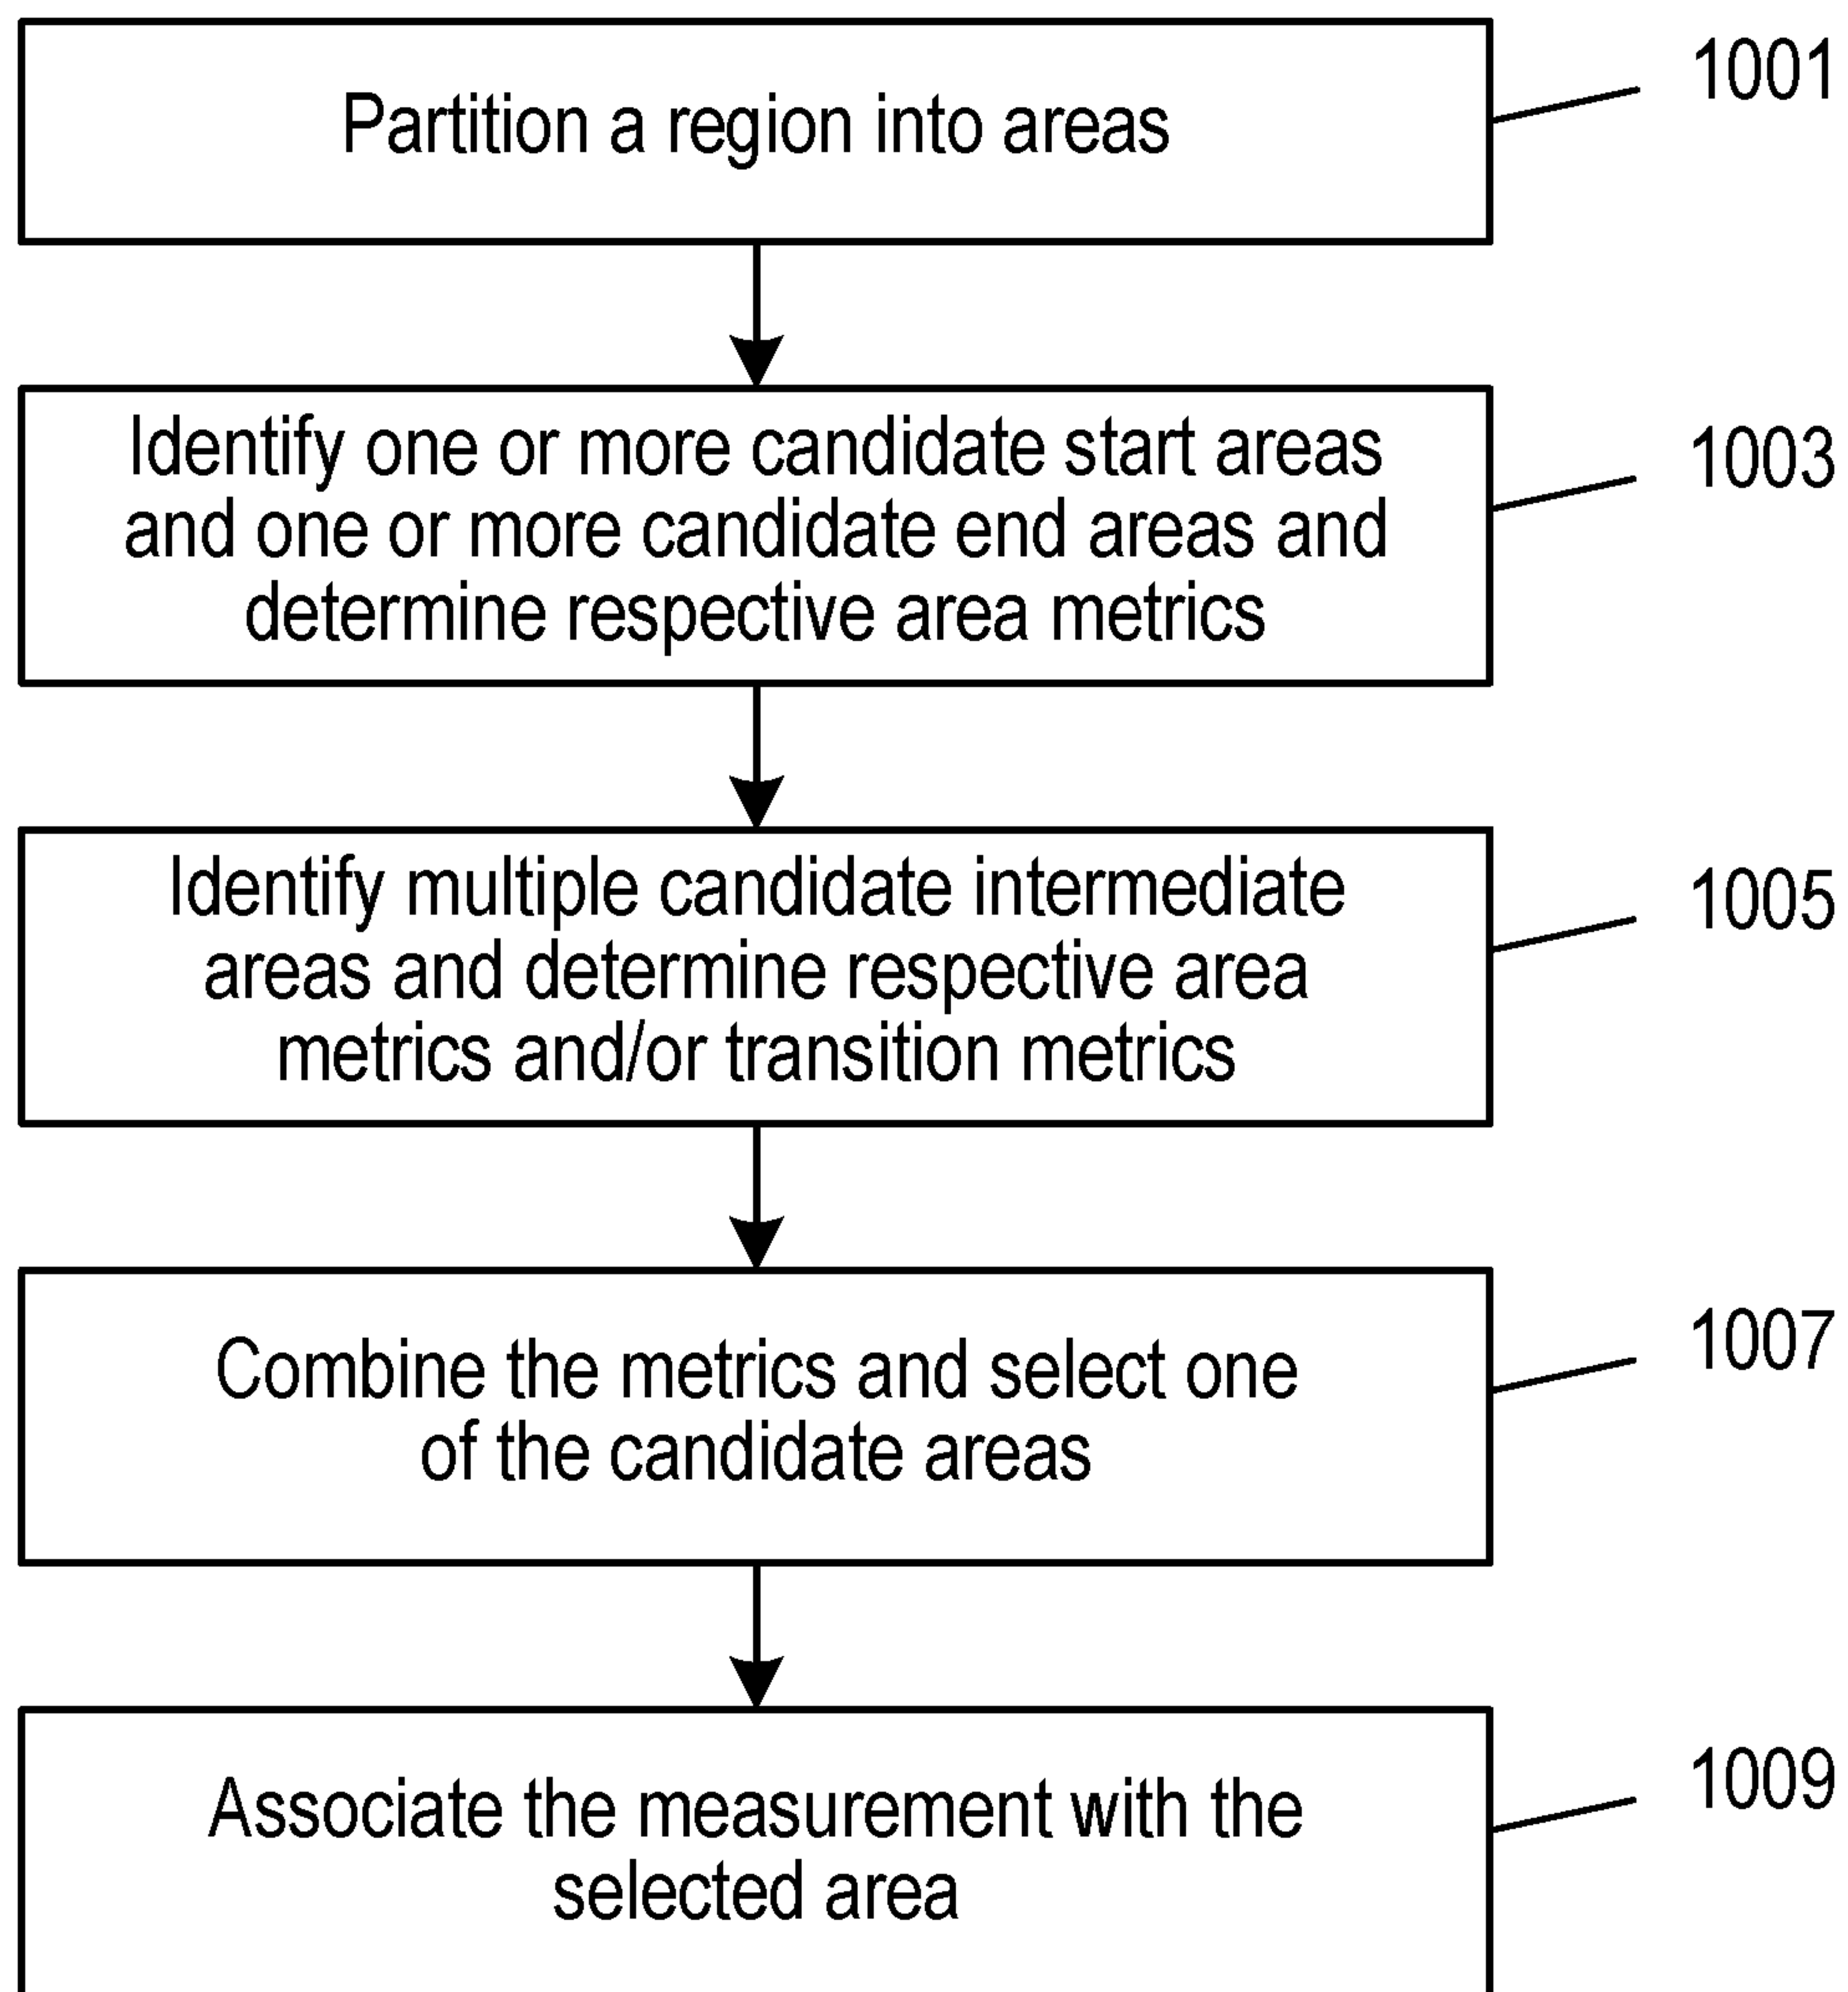 Partition a region into areas
1001
Identify one or more candidate start areas
and one or more candidate end areas and
determine respective area metrics
1003
Identify multiple candidate intermediate
areas and determine respective area
metrics and/or transition metrics
1005
Combine the metrics and select one
of the candidate areas
1007
Associate the measurement with the
selected area
1009